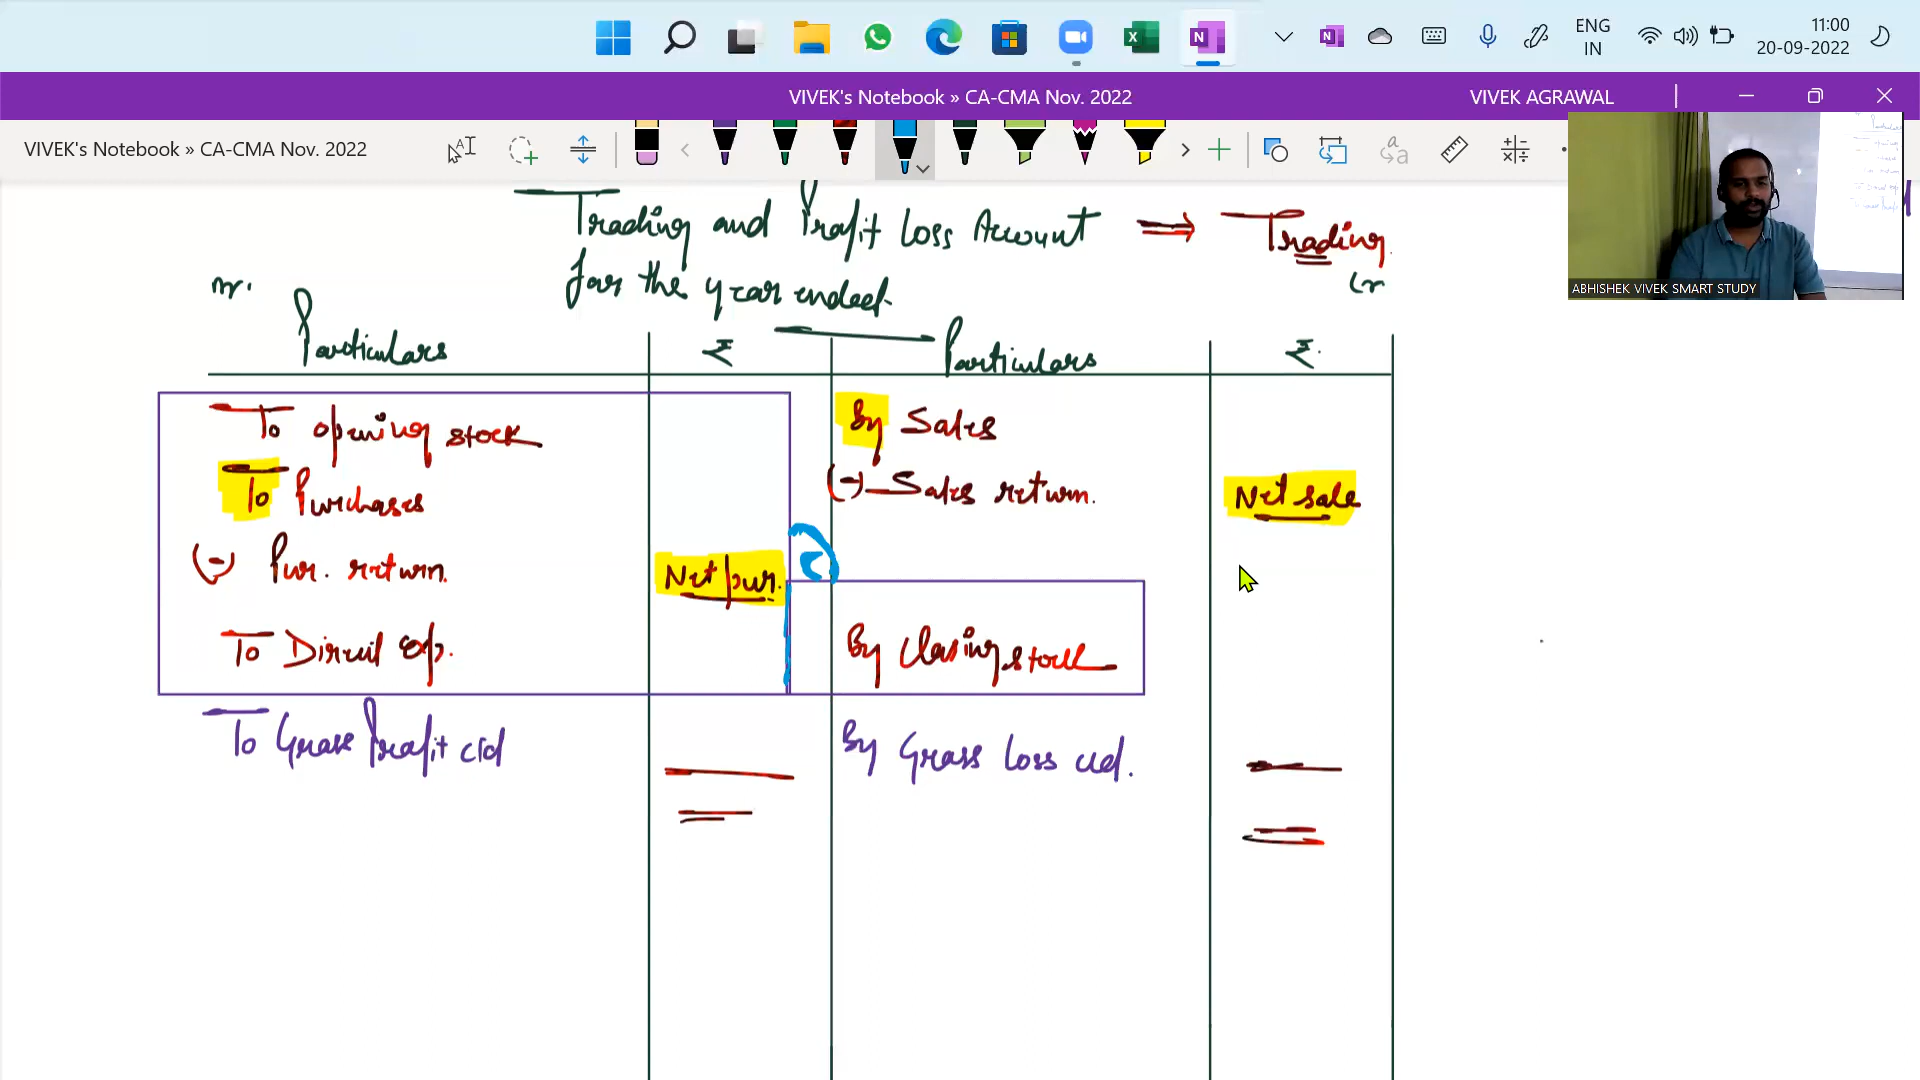 ENG
IN
11:00
20-09-2022
VIVEK's Notebook » CA-CMA Nov. 2022
VIVEK AGRAWAL
VIVEK's Notebook » CA-CMA Nov. 2022
ABHISHEK VIVEK SMART STUDY
Trading and Profit Loss Account ⇒ Trading
for the year ended
Dr.
Cr
Particulars ₹ Particulars ₹.
To opening stock
To Purchases
(-) Pur. return.
Net pur.
To Direct Exp.
To Gross Profit c/d
By Sales
(-) Sales return.
Net sale
By Closing stock
By Gross Loss c/d.